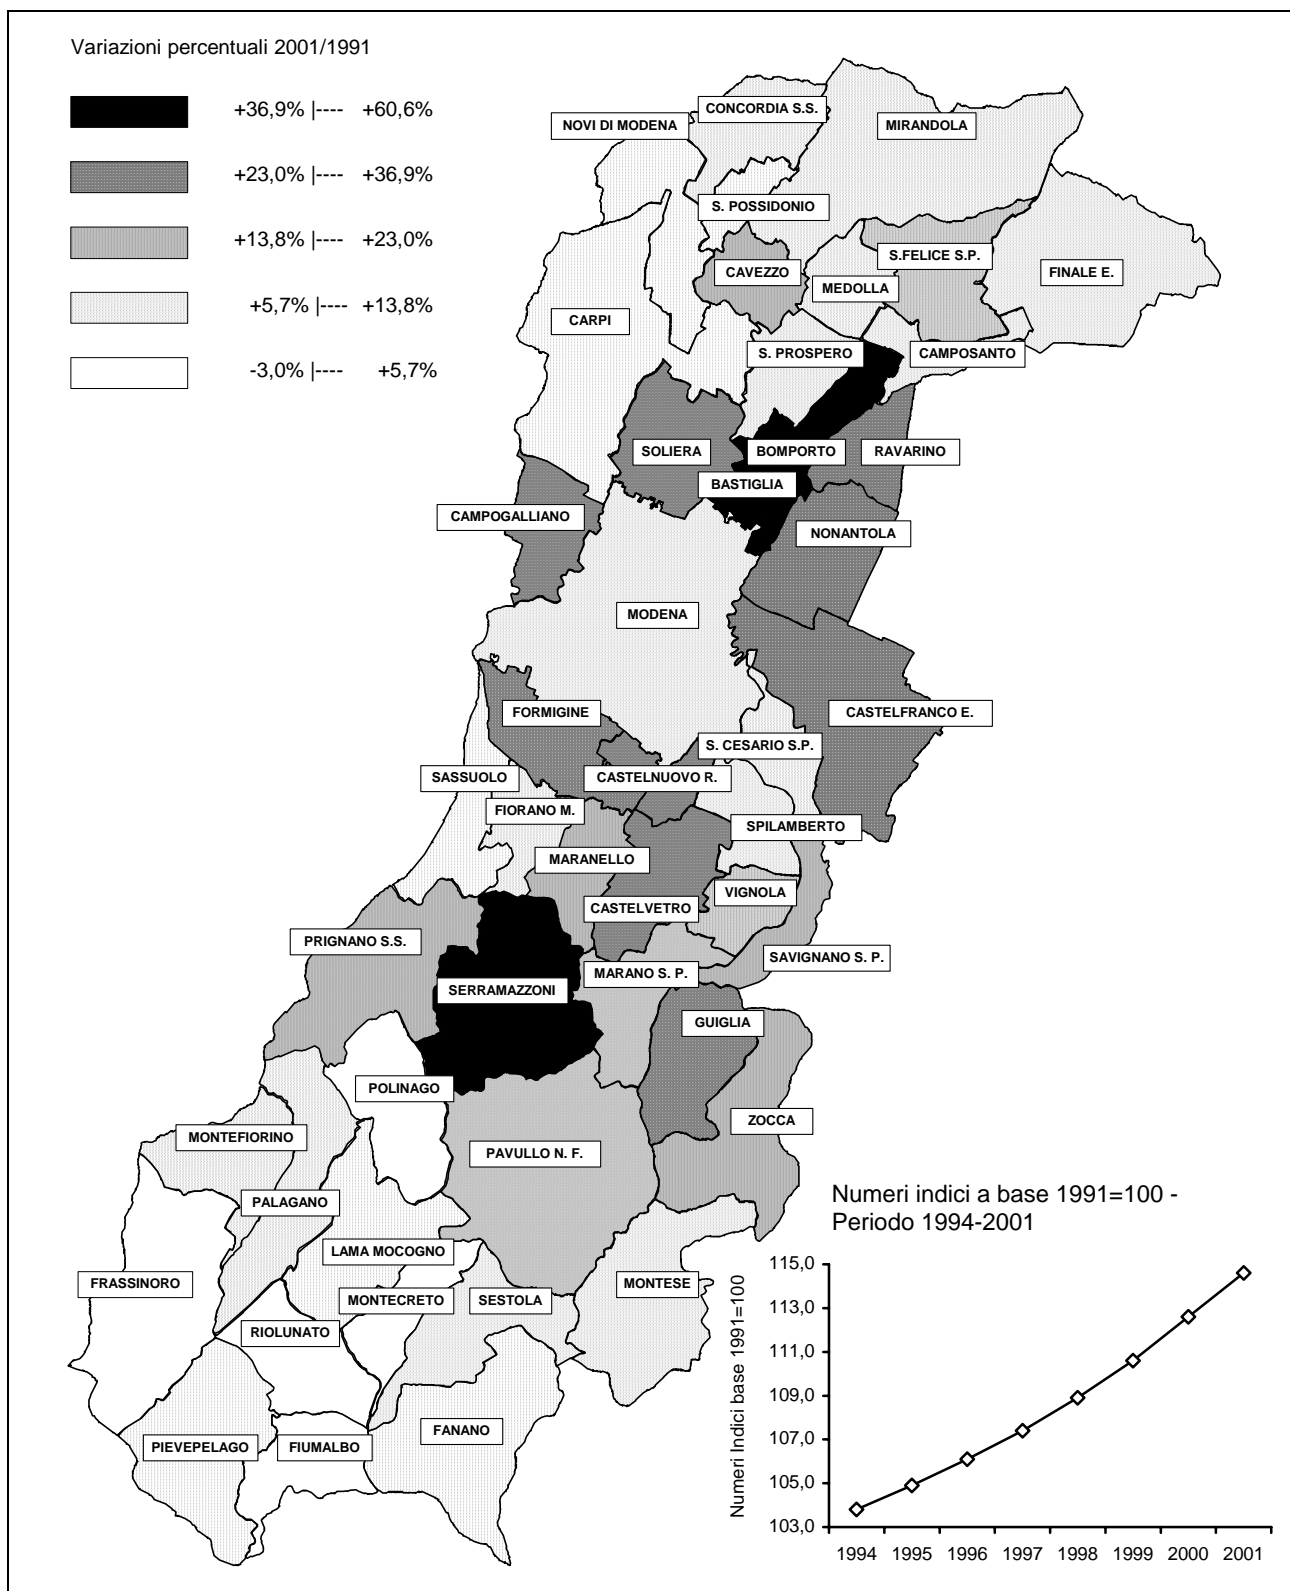 Variazioni percentuali 2001/1991
+36,9% |---- +60,6%
+23,0% |---- +36,9%
+13,8% |---- +23,0%
+5,7% |---- +13,8%
-3,0% |---- +5,7%
CONCORDIA S.S.
NOVI DI MODENA
MIRANDOLA
S. POSSIDONIO
S.FELICE S.P.
CAVEZZO
FINALE E.
MEDOLLA
CARPI
S. PROSPERO
CAMPOSANTO
SOLIERA
BOMPORTO
RAVARINO
BASTIGLIA
CAMPOGALLIANO
NONANTOLA
MODENA
FORMIGINE
CASTELFRANCO E.
S. CESARIO S.P.
SASSUOLO
CASTELNUOVO R.
FIORANO M.
SPILAMBERTO
MARANELLO
VIGNOLA
CASTELVETRO
PRIGNANO S.S.
SAVIGNANO S. P.
MARANO S. P.
SERRAMAZZONI
GUIGLIA
POLINAGO
ZOCCA
MONTEFIORINO
PAVULLO N. F.
PALAGANO
LAMA MOCOGNO
FRASSINORO
MONTESE
MONTECRETO
SESTOLA
RIOLUNATO
FANANO
PIEVEPELAGO
FIUMALBO
Numeri indici a base 1991=100 -
Periodo 1994-2001
Numeri Indici base 1991=100
115,0
113,0
111,0
109,0
107,0
105,0
103,0
1994 1995 1996 1997 1998 1999 2000 2001